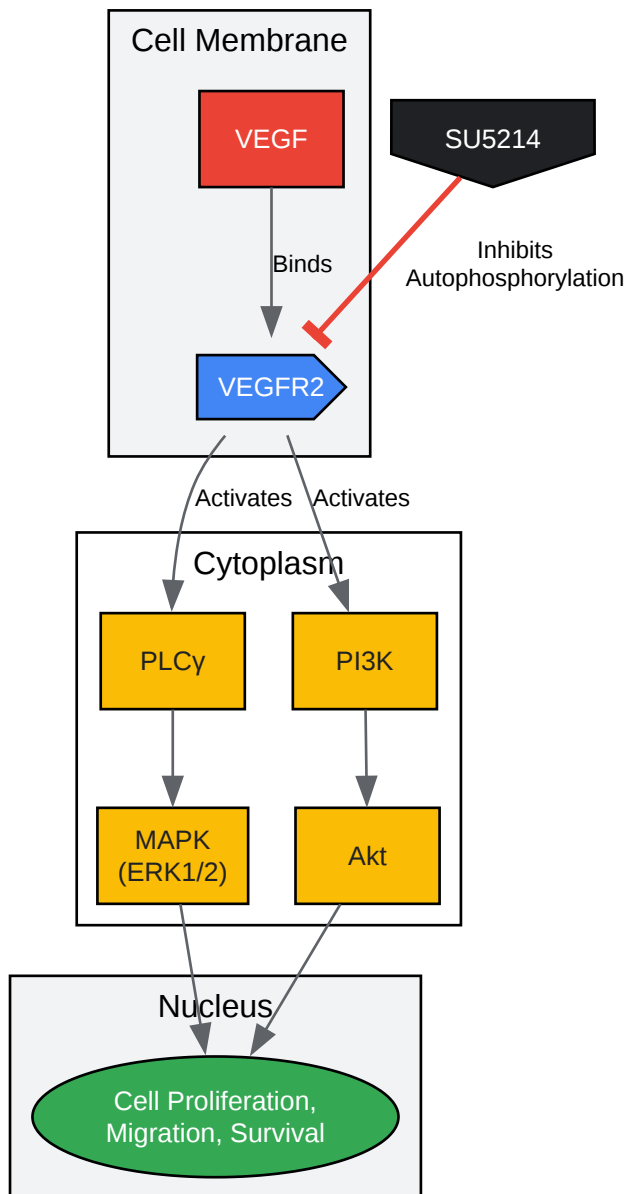 Cell Membrane
VEGF
SU5214
Binds
Inhibits
Autophosphorylation
VEGFR2
Activates
Activates
Cytoplasm
PLCγ
PI3K
MAPK
(ERK1/2)
Akt
Nucleus
Cell Proliferation,
Migration, Survival